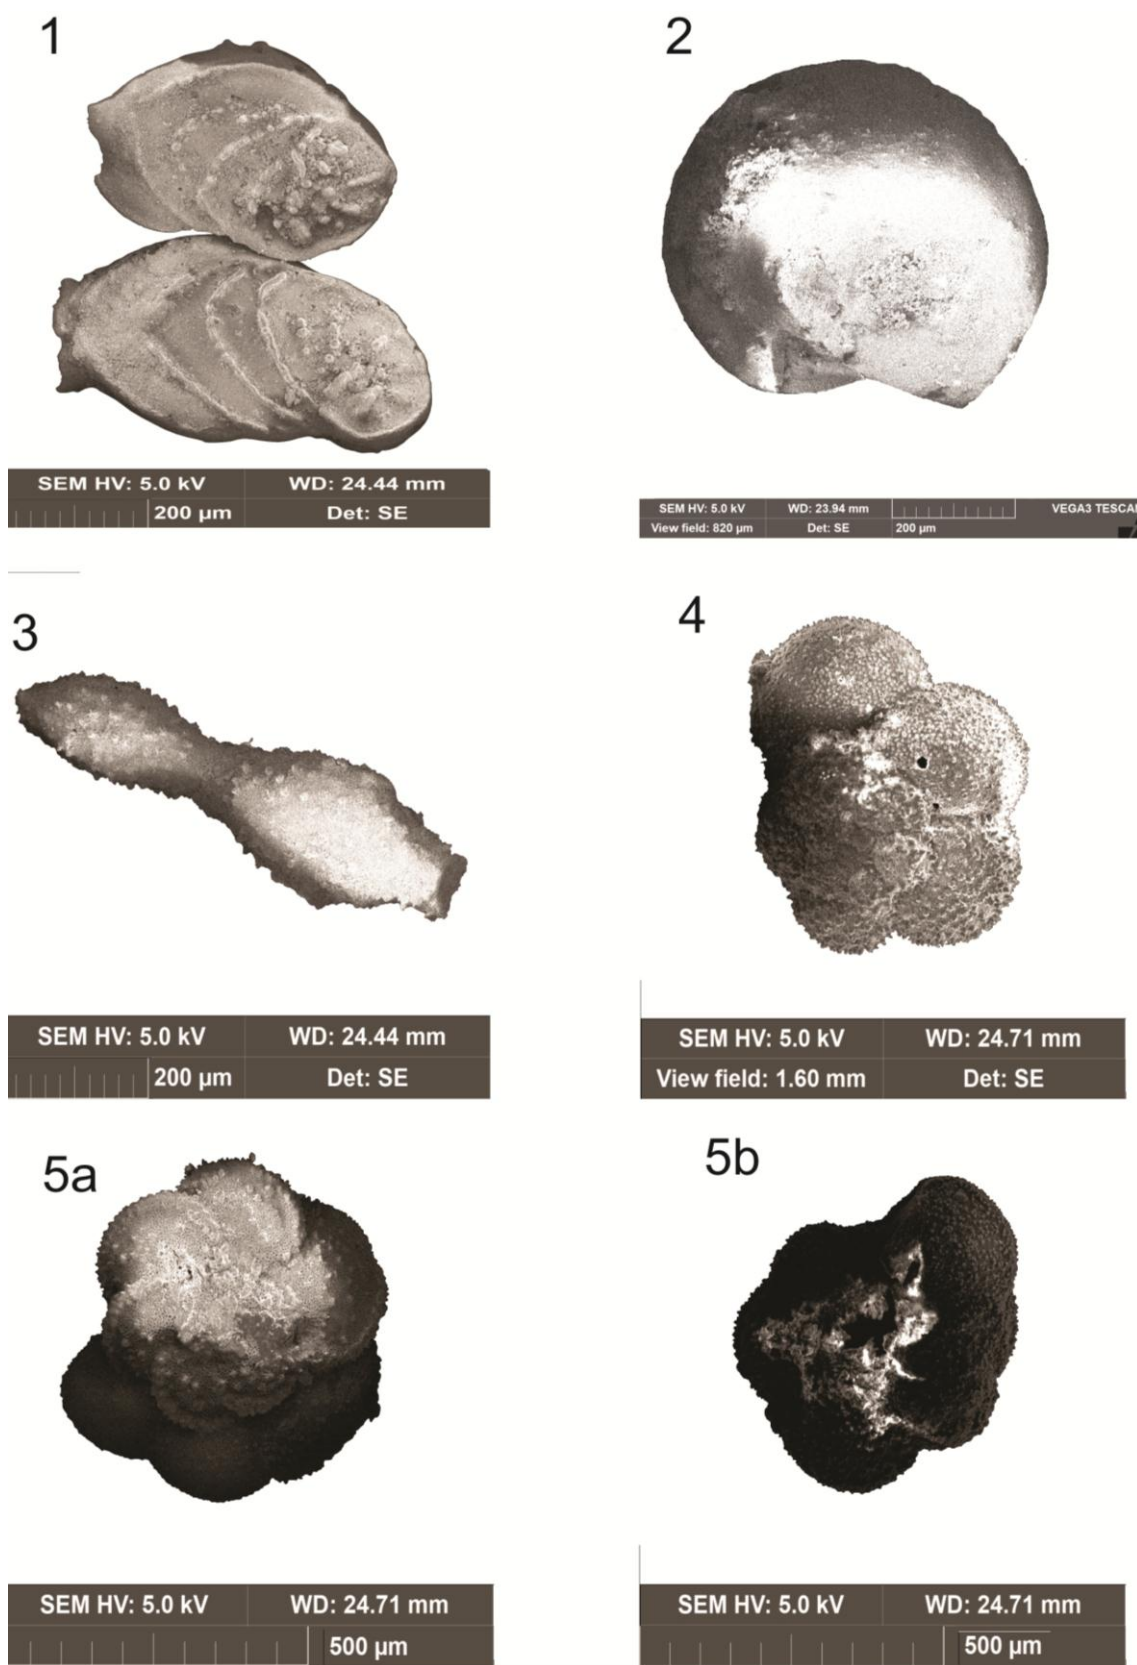 1
2
SEM HV: 5.0 kV WD: 24.44 mm
200 µm Det: SE
SEM HV: 5.0 kV WD: 23.94 mm VEGA3
View field: 820 µm Det: SE 200 µm
3
4
SEM HV: 5.0 kV WD: 24.44 mm
200 µm Det: SE
SEM HV: 5.0 kV WD: 24.71 mm
View field: 1.60 mm Det: SE
5a
5b
SEM HV: 5.0 kV WD: 24.71 mm
500 µm
SEM HV: 5.0 kV WD: 24.71 mm
500 µm